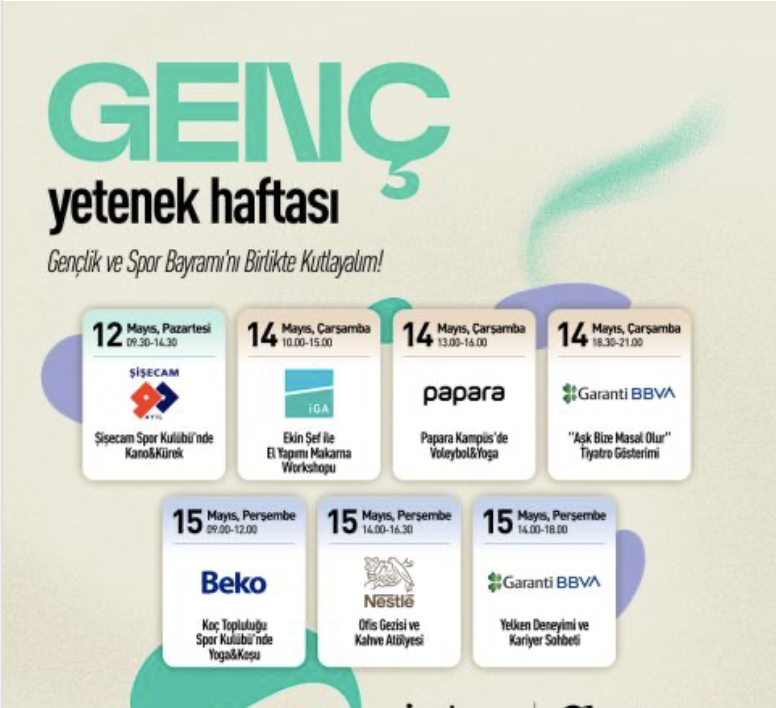 GENÇ
yetenek haftası
Gençlik ve Spor Bayramı'nı Birlikte Kutlayalım!
12 Mayıs, Pazartesi
09.30-14.30
ŞİŞECAM
90
YIL
Şişecam Spor Kulübü'nde
Kano&Kürek
14 Mayıs, Çarşamba
10.00-15.00
iGA
Ekin Şef ile
El Yapımı Makarna
Workshopu
14 Mayıs, Çarşamba
13.00-16.00
papara
Papara Kampüs'de
Voleybol&Yoga
14 Mayıs, Çarşamba
18.30-21.00
Garanti BBVA
"Aşk Bize Masal Olur"
Tiyatro Gösterimi
15 Mayıs, Perşembe
09.00-12.00
Beko
Koç Topluluğu
Spor Kulübü'nde
Yoga&Koşu
15 Mayıs, Perşembe
14.00-16.30
Nestlé
Ofis Gezisi ve
Kahve Atölyesi
15 Mayıs, Perşembe
14.00-18.00
Garanti BBVA
Yelken Deneyimi ve
Kariyer Sohbeti